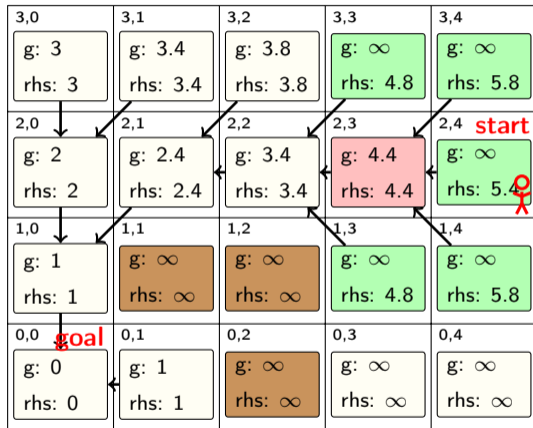 3,0 3,1 3,2 3,3 3,4
g: 3 g: 3.4 g: 3.8 g: ∞ g: ∞
rhs: 3 rhs: 3.4 rhs: 3.8 rhs: 4.8 rhs: 5.8
2,0 2,1 2,2 2,3 2,4 start
g: 2 g: 2.4 g: 3.4 g: 4.4 g: ∞
rhs: 2 rhs: 2.4 rhs: 3.4 rhs: 4.4 rhs: 5.4
1,0 1,1 1,2 1,3 1,4
g: 1 g: ∞ g: ∞ g: ∞ g: ∞
rhs: 1 rhs: ∞ rhs: ∞ rhs: 4.8 rhs: 5.8
0,0 goal 0,1 0,2 0,3 0,4
g: 0 g: 1 g: ∞ g: ∞ g: ∞
rhs: 0 rhs: 1 rhs: ∞ rhs: ∞ rhs: ∞